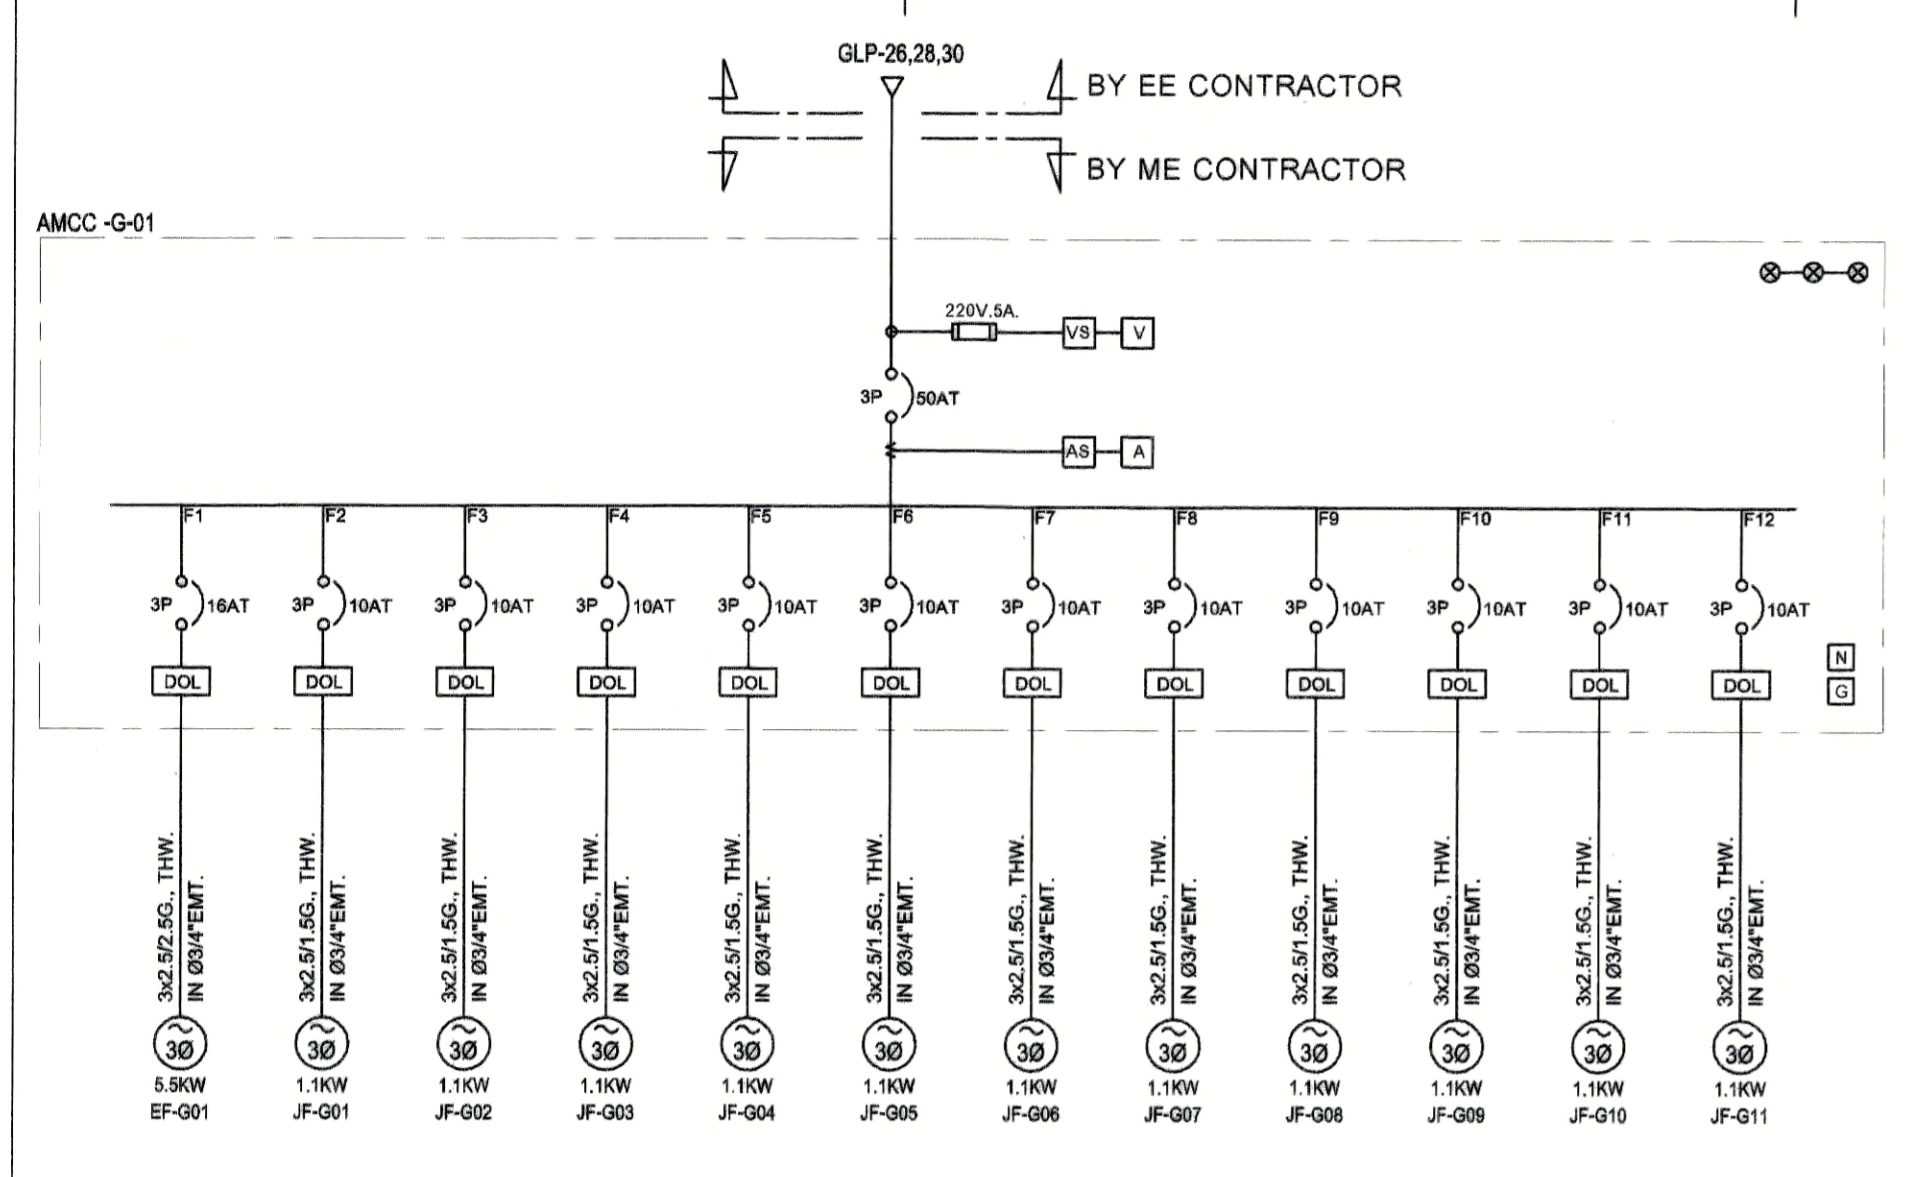 GLP-26,28,30
BY EE CONTRACTOR
BY ME CONTRACTOR
AMCC -G-01
220V.5A.
VS V
3P 50AT
AS A
F1 F2 F3 F4 F5 F6 F7 F8 F9 F10 F11 F12
3P 16AT 3P 10AT 3P 10AT 3P 10AT 3P 10AT 3P 10AT 3P 10AT 3P 10AT 3P 10AT 3P 10AT 3P 10AT 3P 10AT
N
DOL DOL DOL DOL DOL DOL DOL DOL DOL DOL DOL DOL
G
3x2.5/2.5G., THW.
IN Ø3/4"EMT.
3x2.5/1.5G., THW.
IN Ø3/4"EMT.
3x2.5/1.5G., THW.
IN Ø3/4"EMT.
3x2.5/1.5G., THW.
IN Ø3/4"EMT.
3x2.5/1.5G., THW.
IN Ø3/4"EMT.
3x2.5/1.5G., THW.
IN Ø3/4"EMT.
3x2.5/1.5G., THW.
IN Ø3/4"EMT.
3x2.5/1.5G., THW.
IN Ø3/4"EMT.
3x2.5/1.5G., THW.
IN Ø3/4"EMT.
3x2.5/1.5G., THW.
IN Ø3/4"EMT.
3x2.5/1.5G., THW.
IN Ø3/4"EMT.
3x2.5/1.5G., THW.
IN Ø3/4"EMT.
~ ~ ~ ~ ~ ~ ~ ~ ~ ~ ~ ~
3Ø 3Ø 3Ø 3Ø 3Ø 3Ø 3Ø 3Ø 3Ø 3Ø 3Ø 3Ø
5.5KW 1.1KW 1.1KW 1.1KW 1.1KW 1.1KW 1.1KW 1.1KW 1.1KW 1.1KW 1.1KW 1.1KW
EF-G01 JF-G01 JF-G02 JF-G03 JF-G04 JF-G05 JF-G06 JF-G07 JF-G08 JF-G09 JF-G10 JF-G11